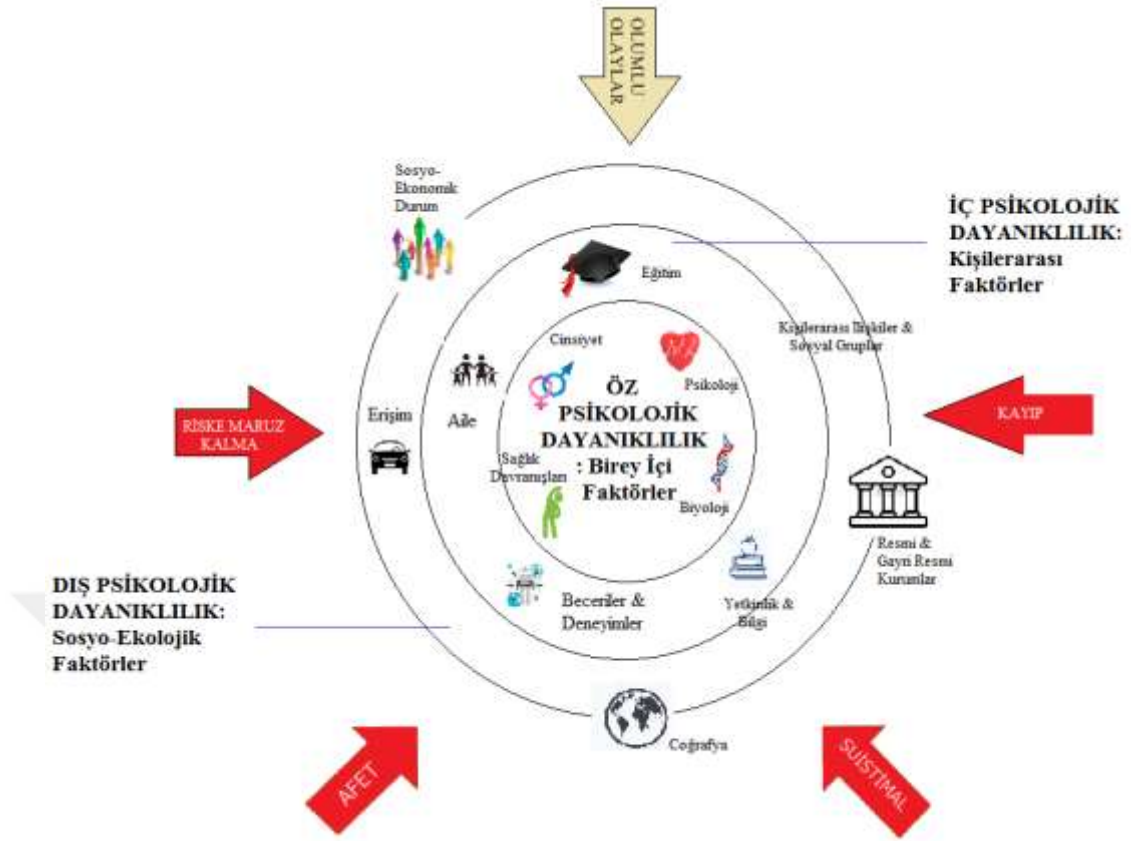 OLUMLU
OLAYLAR
Sosyo-
Ekonomik
Durum
İÇ PSİKOLOJİK
DAYANIKLILIK:
Kişilerarası
Faktörler
Eğitim
Kişilerarası İlişkiler &
Sosyal Gruplar
Cinsiyet
Psikoloji
ÖZ
PSİKOLOJİK
DAYANIKLILIK
: Birey İçi
Faktörler
Erişim
Aile
RİSKE MARUZ
KALMA
KAYIP
Sağlık
Davranışları
Biyoloji
Resmi &
Gayri Resmi
Kurumlar
DIŞ PSİKOLOJİK
DAYANIKLILIK:
Sosyo-Ekolojik
Faktörler
Beceriler &
Deneyimler
Yetkinlik &
Bilgi
Coğrafya
AFET
SUİSTİMAL